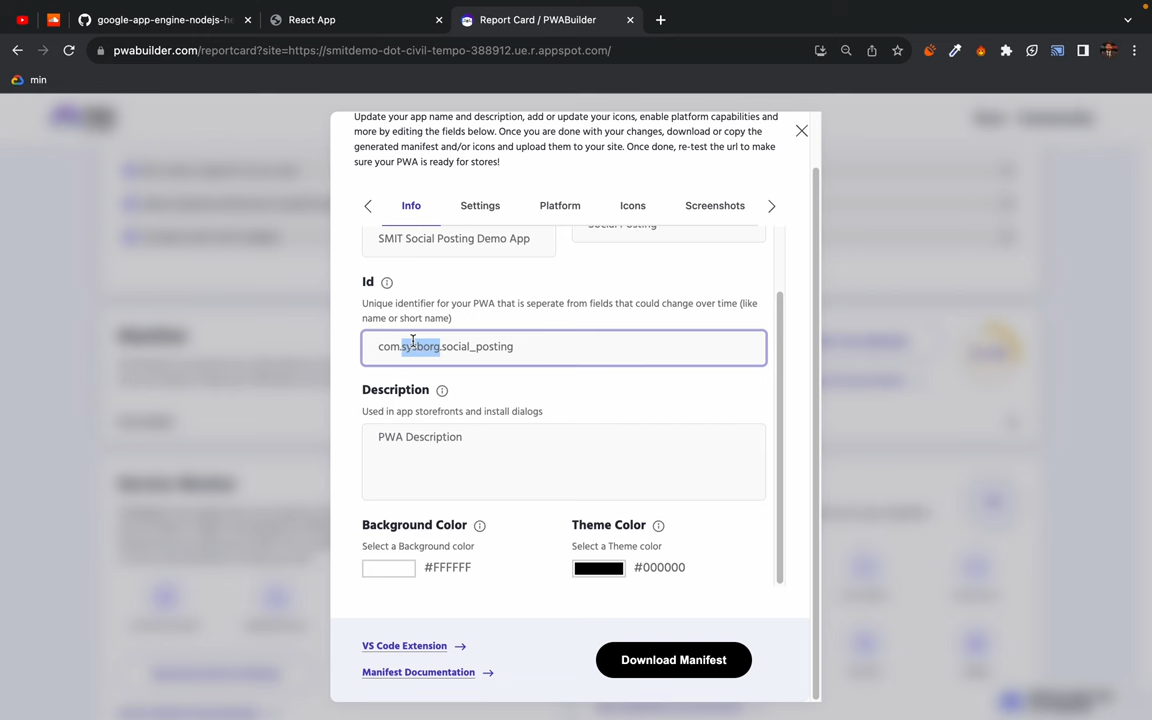 google-app-engine-nodejs-he
React App
Report Card / PWABuilder
pwabuilder.com/reportcard?site=https://smitdemo-dot-civil-tempo-388912.ue.r.appspot.com/
min
Update your app name and description, add or update your icons, enable platform capabilities and
more by editing the fields below. Once you are done with your changes, download or copy the
generated manifest and/or icons and upload them to your site. Once done, re-test the url to make
sure your PWA is ready for stores!
Info
Settings
Platform
Icons
Screenshots
SMIT Social Posting Demo App
Social Posting
Id
Unique identifier for your PWA that is seperate from fields that could change over time (like
name or short name)
com.sysborg.social_posting
Description
Used in app storefronts and install dialogs
PWA Description
Background Color
Theme Color
Select a Background color
Select a Theme color
#FFFFFF
#000000
VS Code Extension
Manifest Documentation
Download Manifest